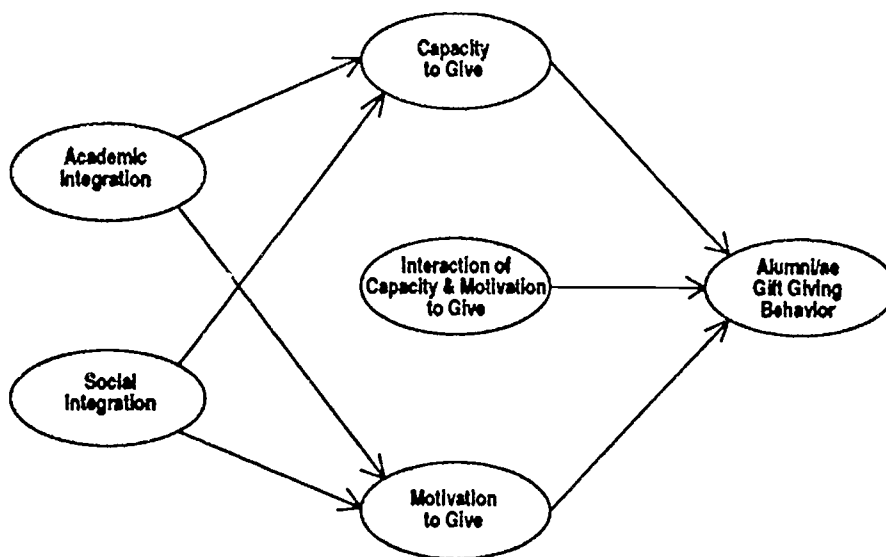 Capacity
to Give
Academic
Integration
Interaction of
Capacity & Motivation
to Give
Alumni/ae
Gift Giving
Behavior
Social
Integration
Motivation
to Give